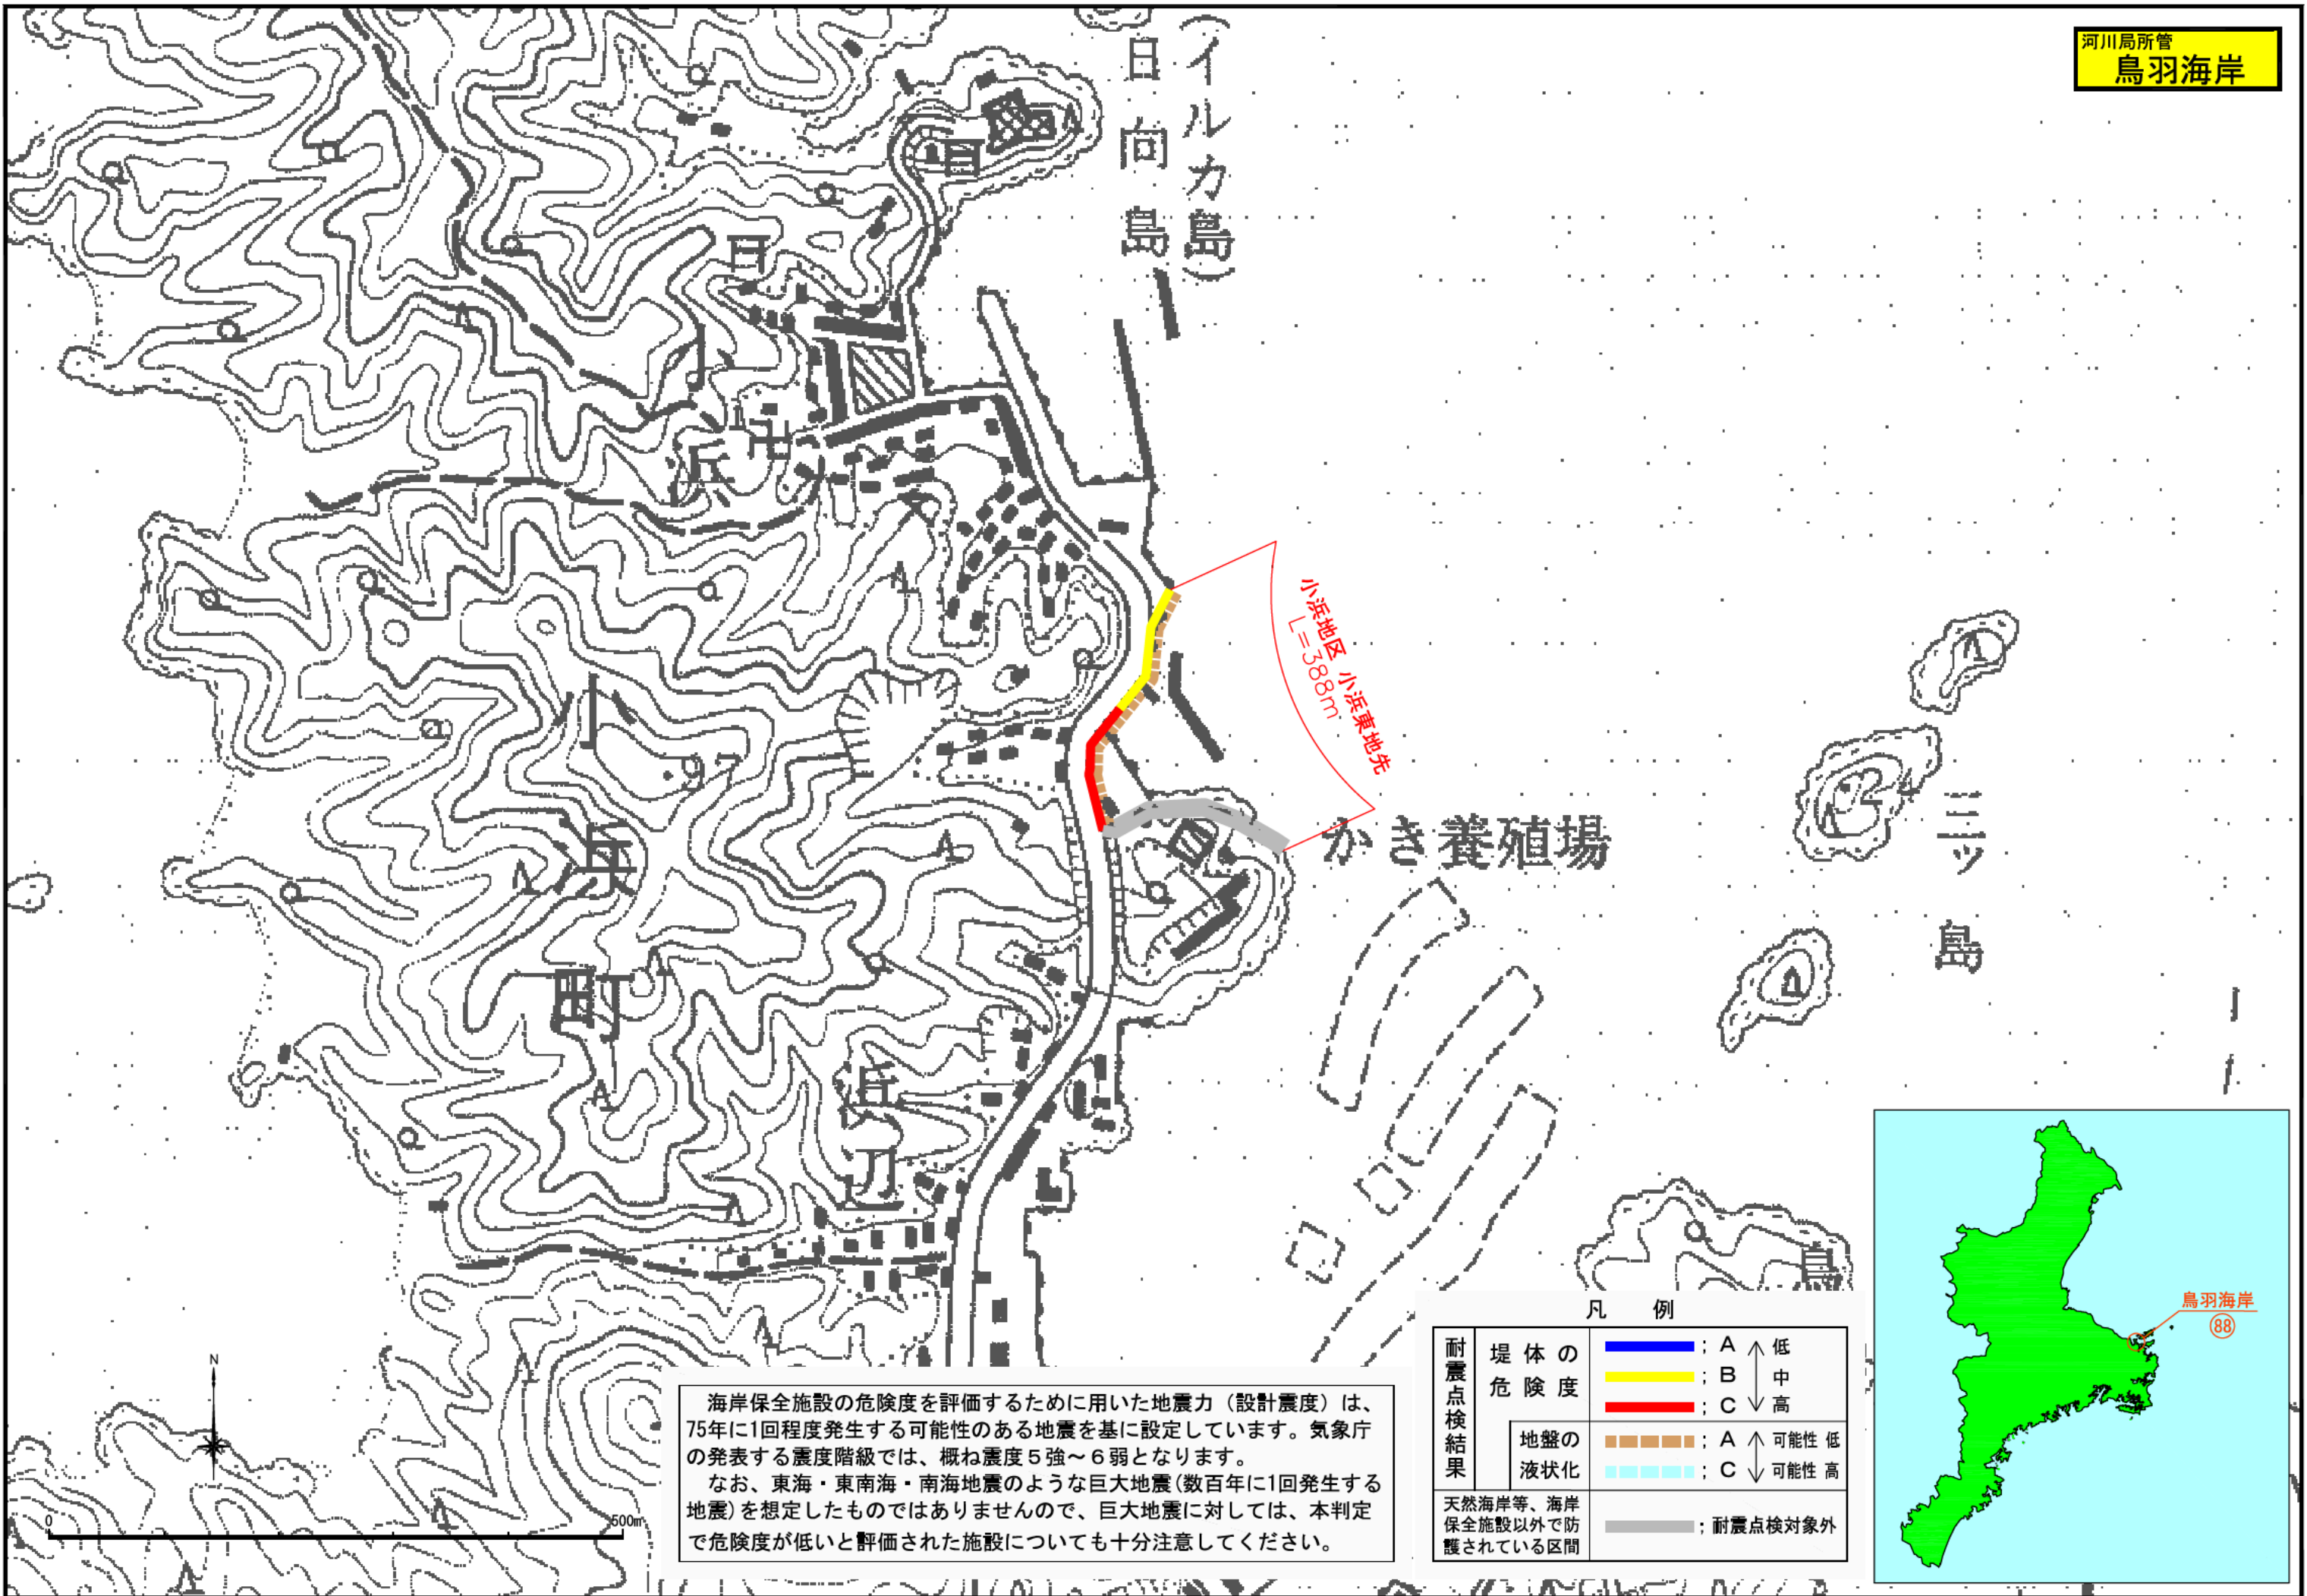 河川局所管
鳥羽海岸
(イルカ島)
日向島
小浜地区 小浜東地先
L=388m
かき養殖場
三ツ島
小浜町
浜辺
鳥
鳥羽海岸
88
N
0
500m
海岸保全施設の危険度を評価するために用いた地震力(設計震度)は、
75年に1回程度発生する可能性のある地震を基に設定しています。気象庁
の発表する震度階級では、概ね震度5強~6弱となります。
なお、東海・東南海・南海地震のような巨大地震(数百年に1回発生する
地震)を想定したものではありませんので、巨大地震に対しては、本判定
で危険度が低いと評価された施設についても十分注意してください。
凡 例
耐震点検結果
堤体の
危険度
; A 低
; B 中
; C 高
地盤の
液状化
; A 可能性 低
; C 可能性 高
天然海岸等、海岸
保全施設以外で防
護されている区間
; 耐震点検対象外